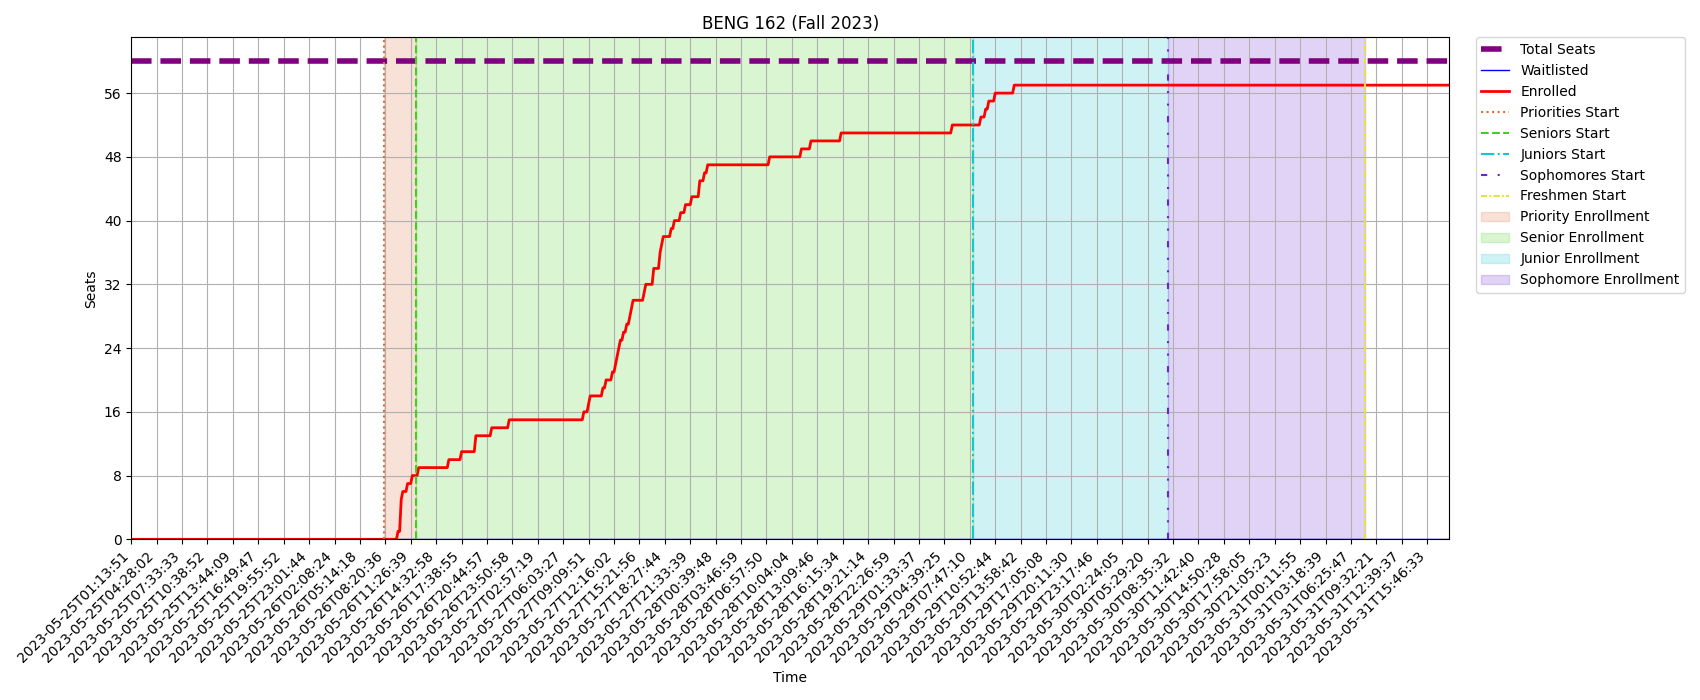 BENG 162 (Fall 2023)
Total Seats
Waitlisted
Enrolled
Priorities Start
Seniors Start
Juniors Start
Sophomores Start
Freshmen Start
Priority Enrollment
Senior Enrollment
Junior Enrollment
Sophomore Enrollment
Seats
56
48
40
32
24
16
8
0
2023-05-25T01:13:51
2023-05-25T04:28:02
2023-05-25T07:33:33
2023-05-25T10:38:52
2023-05-25T13:44:09
2023-05-25T16:49:47
2023-05-25T19:55:52
2023-05-25T23:01:44
2023-05-26T02:08:24
2023-05-26T05:14:18
2023-05-26T08:20:36
2023-05-26T11:26:39
2023-05-26T14:32:58
2023-05-26T17:38:55
2023-05-26T20:44:57
2023-05-26T23:50:58
2023-05-27T02:57:19
2023-05-27T06:03:27
2023-05-27T09:09:51
2023-05-27T12:16:02
2023-05-27T15:21:56
2023-05-27T18:27:44
2023-05-27T21:33:39
2023-05-28T00:39:48
2023-05-28T03:46:59
2023-05-28T06:57:50
2023-05-28T10:04:04
2023-05-28T13:09:46
2023-05-28T16:15:34
2023-05-28T19:21:14
2023-05-28T22:26:59
2023-05-29T01:33:37
2023-05-29T04:39:25
2023-05-29T07:47:10
2023-05-29T10:52:44
2023-05-29T13:58:42
2023-05-29T17:05:08
2023-05-29T20:11:30
2023-05-29T23:17:46
2023-05-30T02:24:05
2023-05-30T05:29:20
2023-05-30T08:35:32
2023-05-30T11:42:40
2023-05-30T14:50:28
2023-05-30T17:58:05
2023-05-30T21:05:23
2023-05-31T00:11:55
2023-05-31T03:18:39
2023-05-31T06:25:47
2023-05-31T09:32:21
2023-05-31T12:39:37
2023-05-31T15:46:33
Time